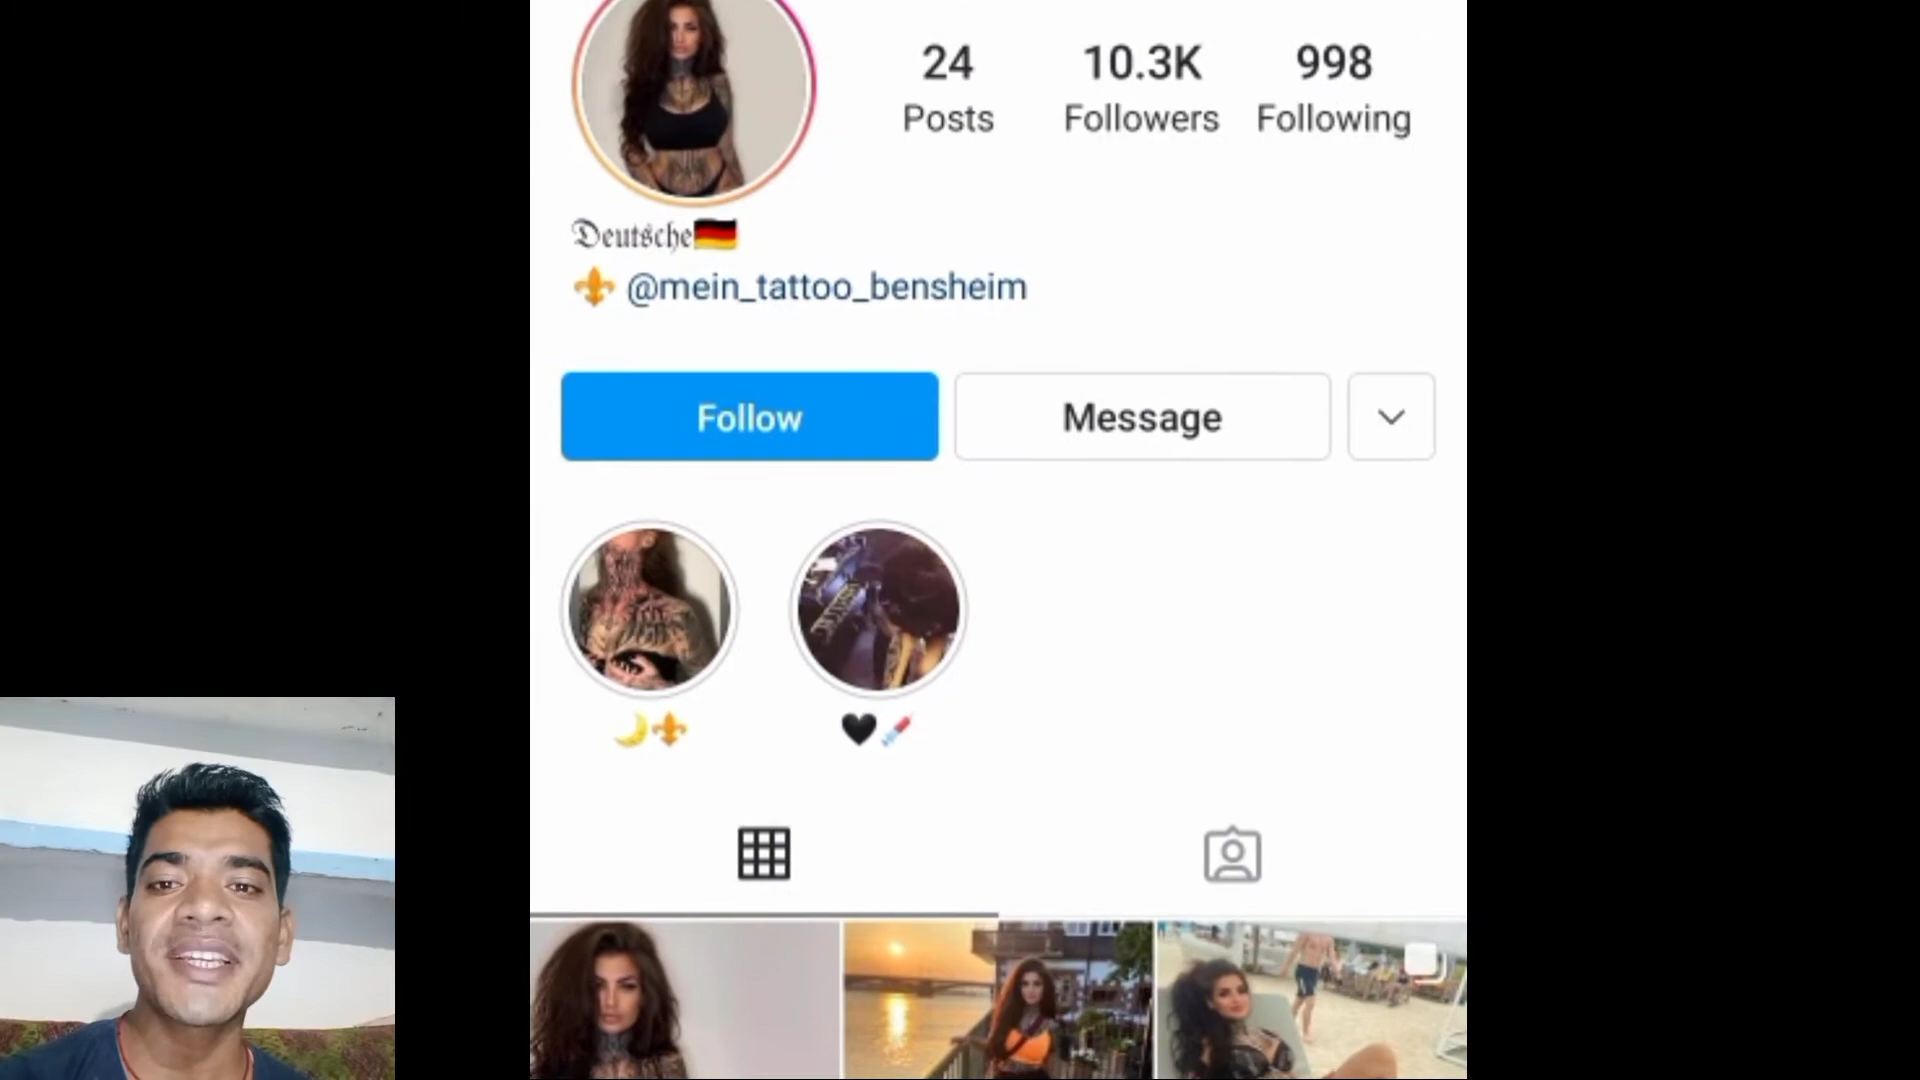 24 10.3K 998
Posts Followers Following
𝔇𝔢𝔲𝔱𝔰𝔠𝔥𝔢🇩🇪
⚜️ @mein_tattoo_bensheim
Follow Message
🌙⚜️ 🖤💉